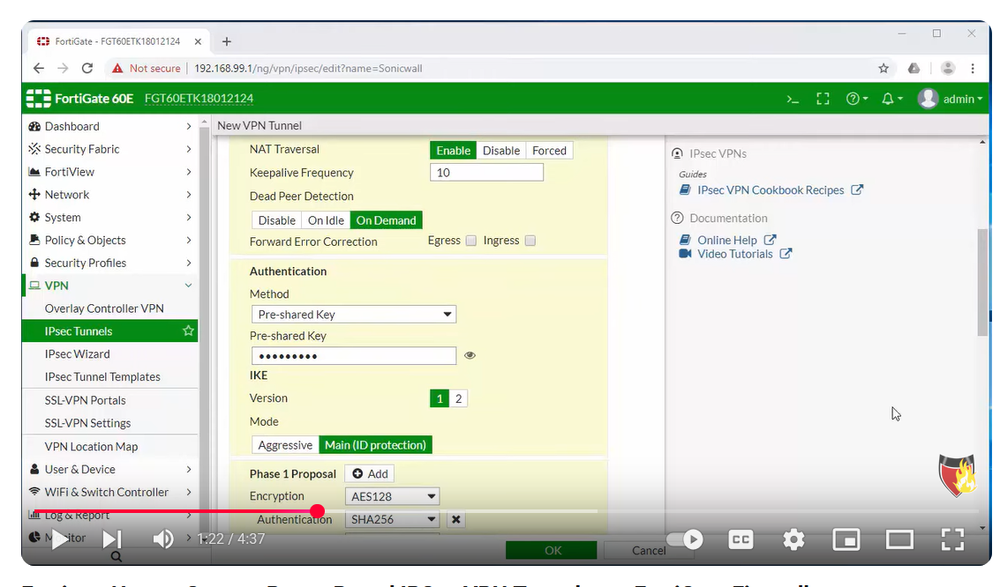 FortiGate - FGT60ETK18012124
Not secure | 192.168.99.1/ng/vpn/ipsec/edit?name=Sonicwall
FortiGate 60E FGT60ETK18012124
>_
admin
Dashboard
Security Fabric
FortiView
Network
System
Policy & Objects
Security Profiles
VPN
Overlay Controller VPN
IPsec Tunnels
IPsec Wizard
IPsec Tunnel Templates
SSL-VPN Portals
SSL-VPN Settings
VPN Location Map
User & Device
WiFi & Switch Controller
Log & Report
Monitor
New VPN Tunnel
NAT Traversal Enable Disable Forced
Keepalive Frequency 10
Dead Peer Detection
Disable On Idle On Demand
Forward Error Correction Egress Ingress
Authentication
Method
Pre-shared Key
Pre-shared Key
•••••••••
IKE
Version 1 2
Mode
Aggressive Main (ID protection)
Phase 1 Proposal Add
Encryption AES128
Authentication SHA256
OK Cancel
IPsec VPNs
Guides
IPsec VPN Cookbook Recipes
Documentation
Online Help
Video Tutorials
1:22 / 4:37
CC